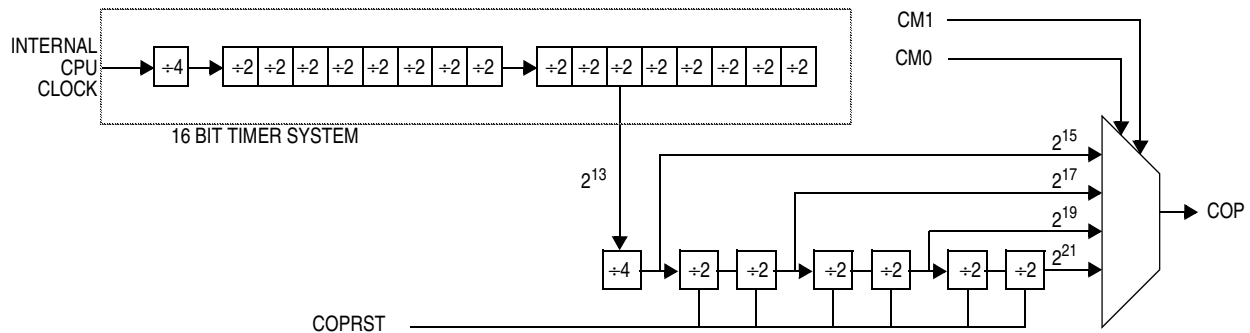 INTERNAL
CPU
CLOCK
÷4
÷2 ÷2 ÷2 ÷2 ÷2 ÷2 ÷2 ÷2
÷2 ÷2 ÷2 ÷2 ÷2 ÷2 ÷2 ÷2
16 BIT TIMER SYSTEM
CM1
CM0
2^13
2^15
2^17
2^19
2^21
COP
÷4 ÷2 ÷2 ÷2 ÷2 ÷2 ÷2
COPRST